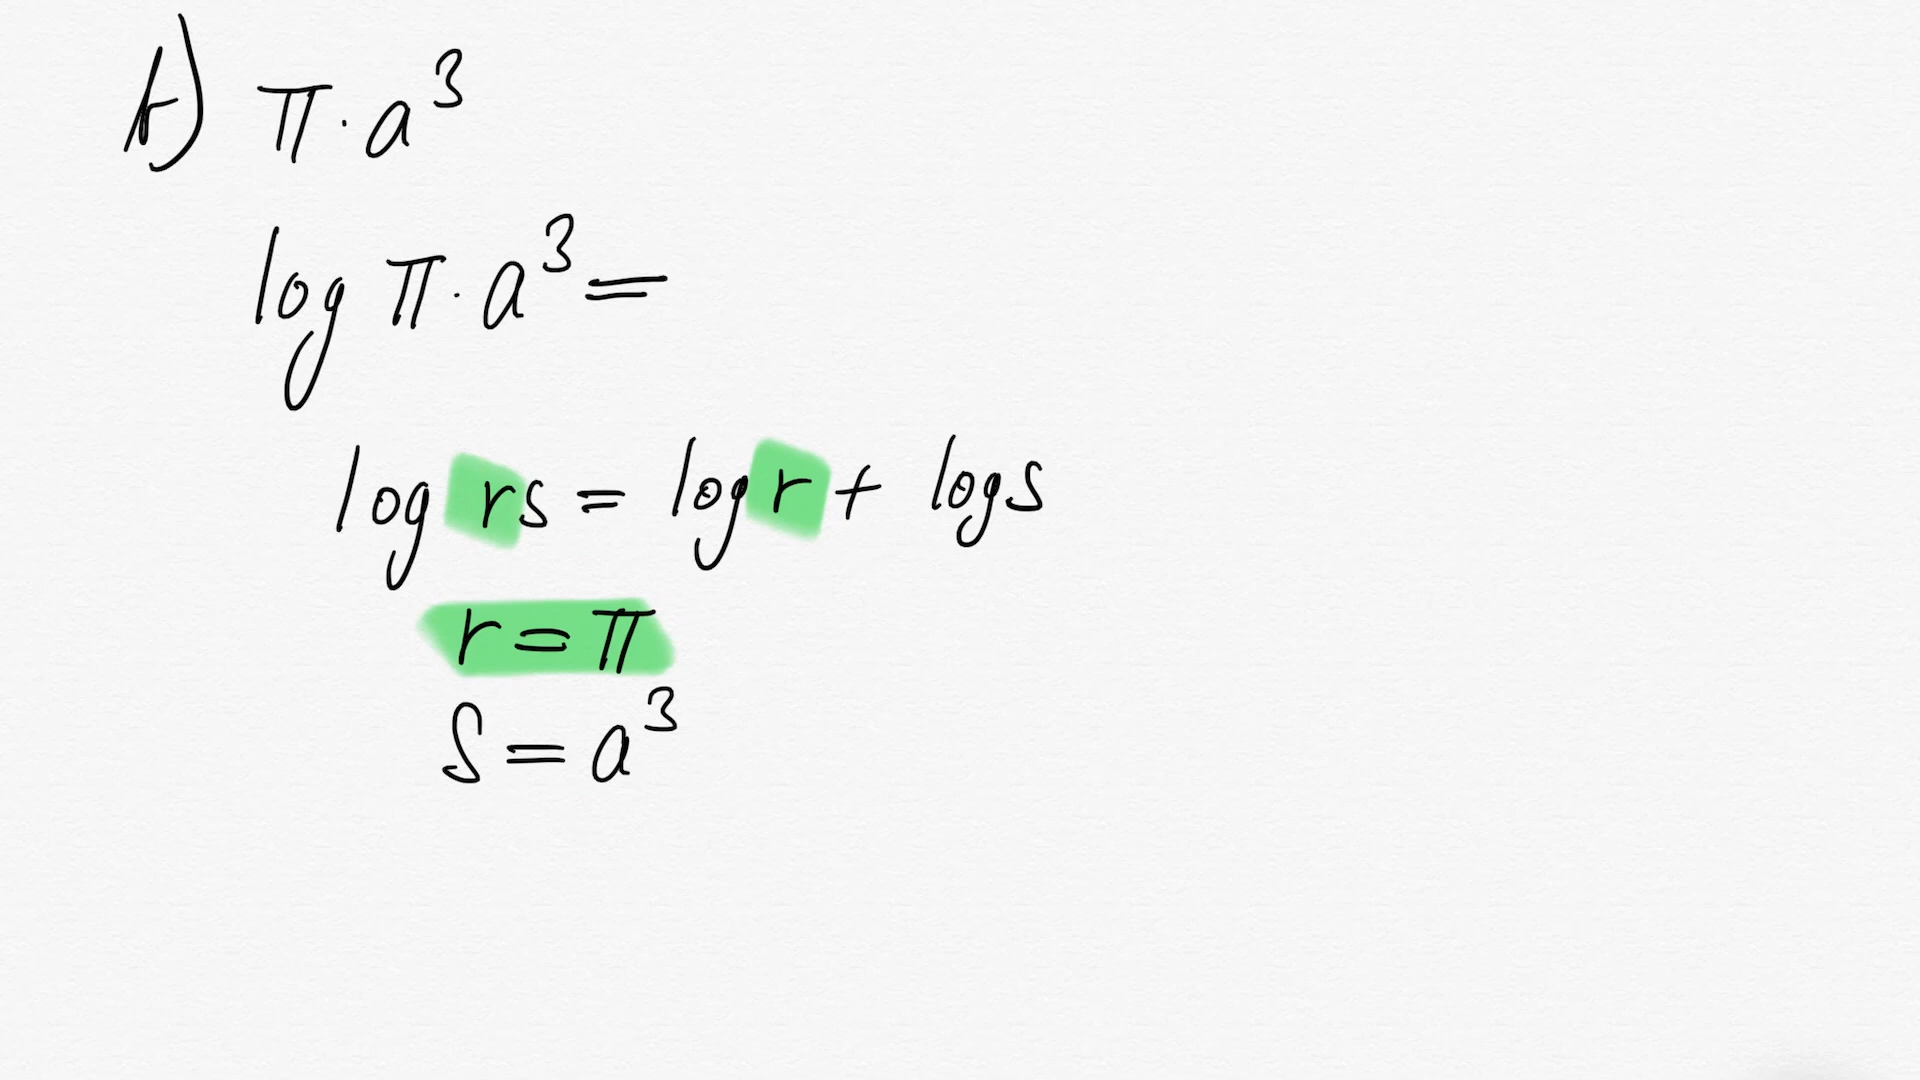 π · a³
log π · a³ =
log rs = log r + log s
r = π
s = a³